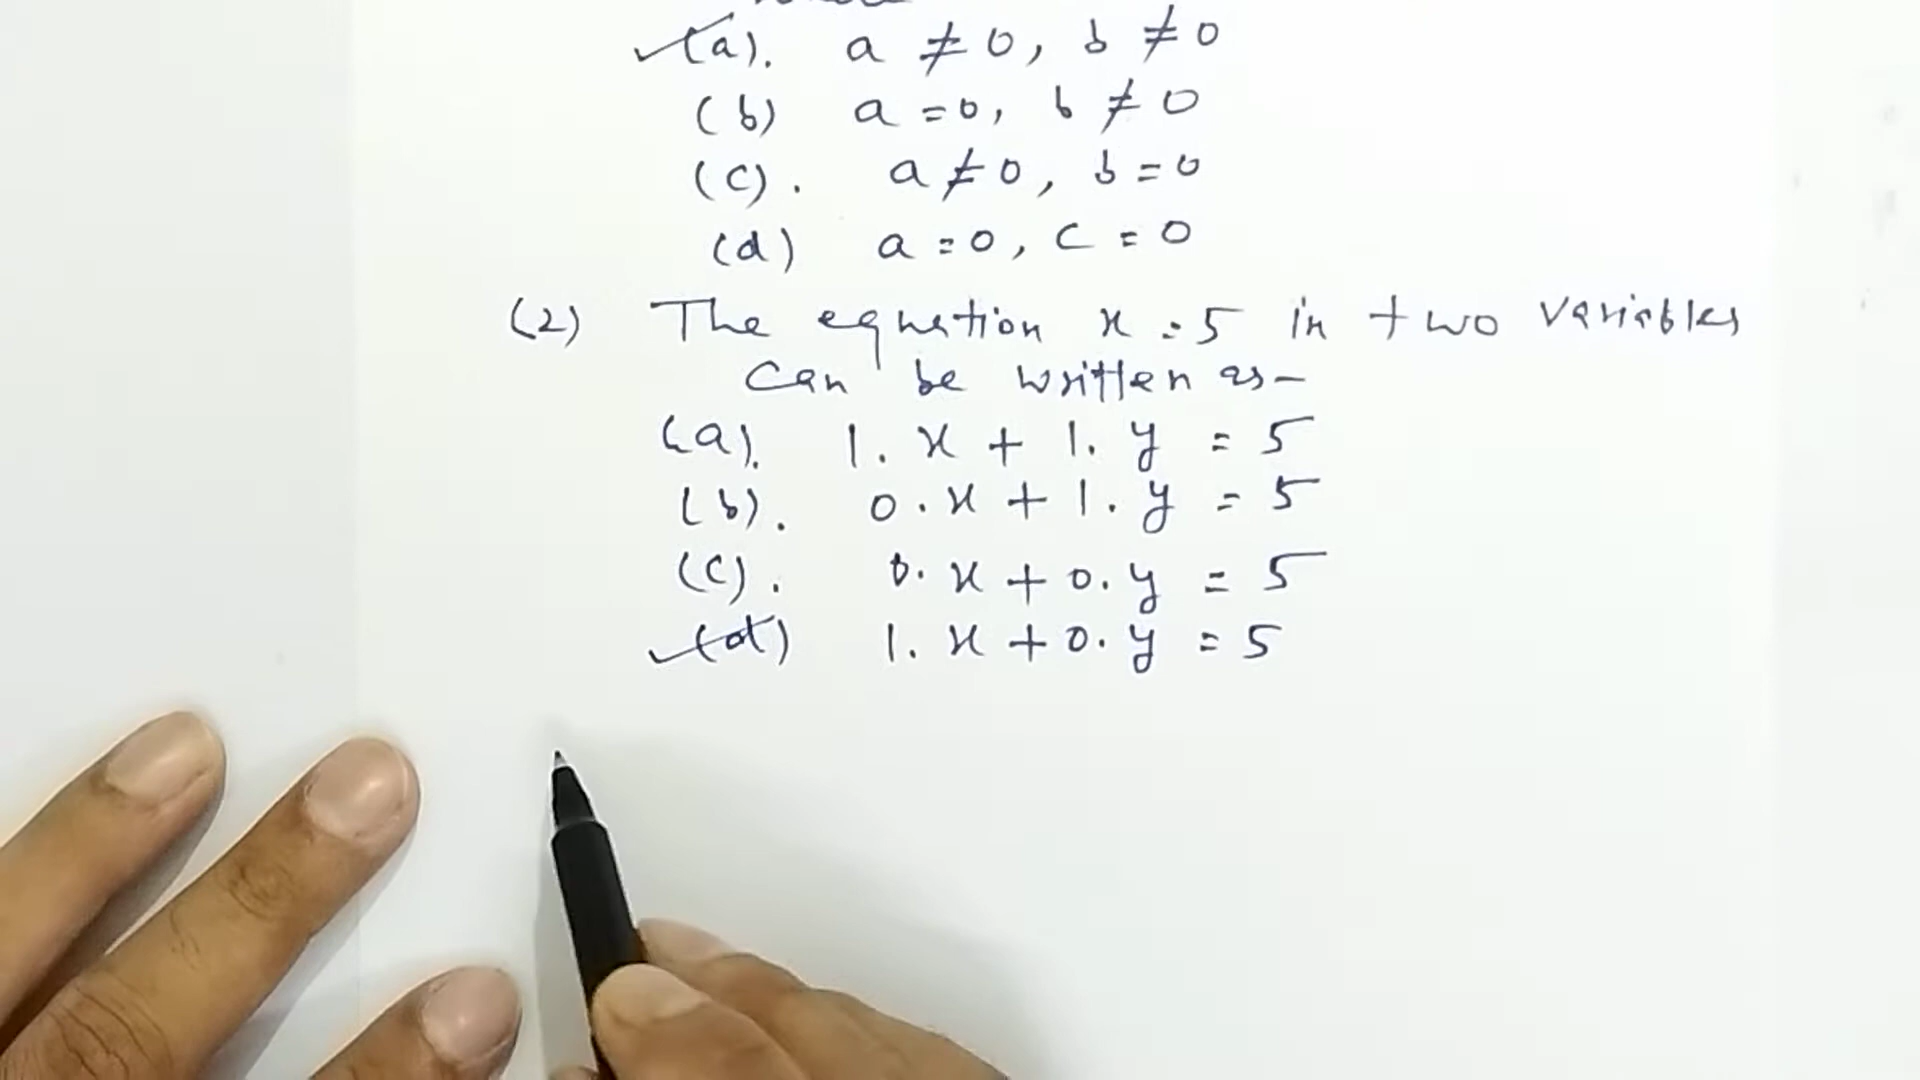 (a). a ≠ 0, b ≠ 0
(b) a = 0, b ≠ 0
(c). a ≠ 0, b = 0
(d) a = 0, c = 0
(2) The equation x = 5 in two variables
can be written as-
(a). 1. x + 1. y = 5
(b). 0. x + 1. y = 5
(c). 0. x + 0. y = 5
(d) 1. x + 0. y = 5